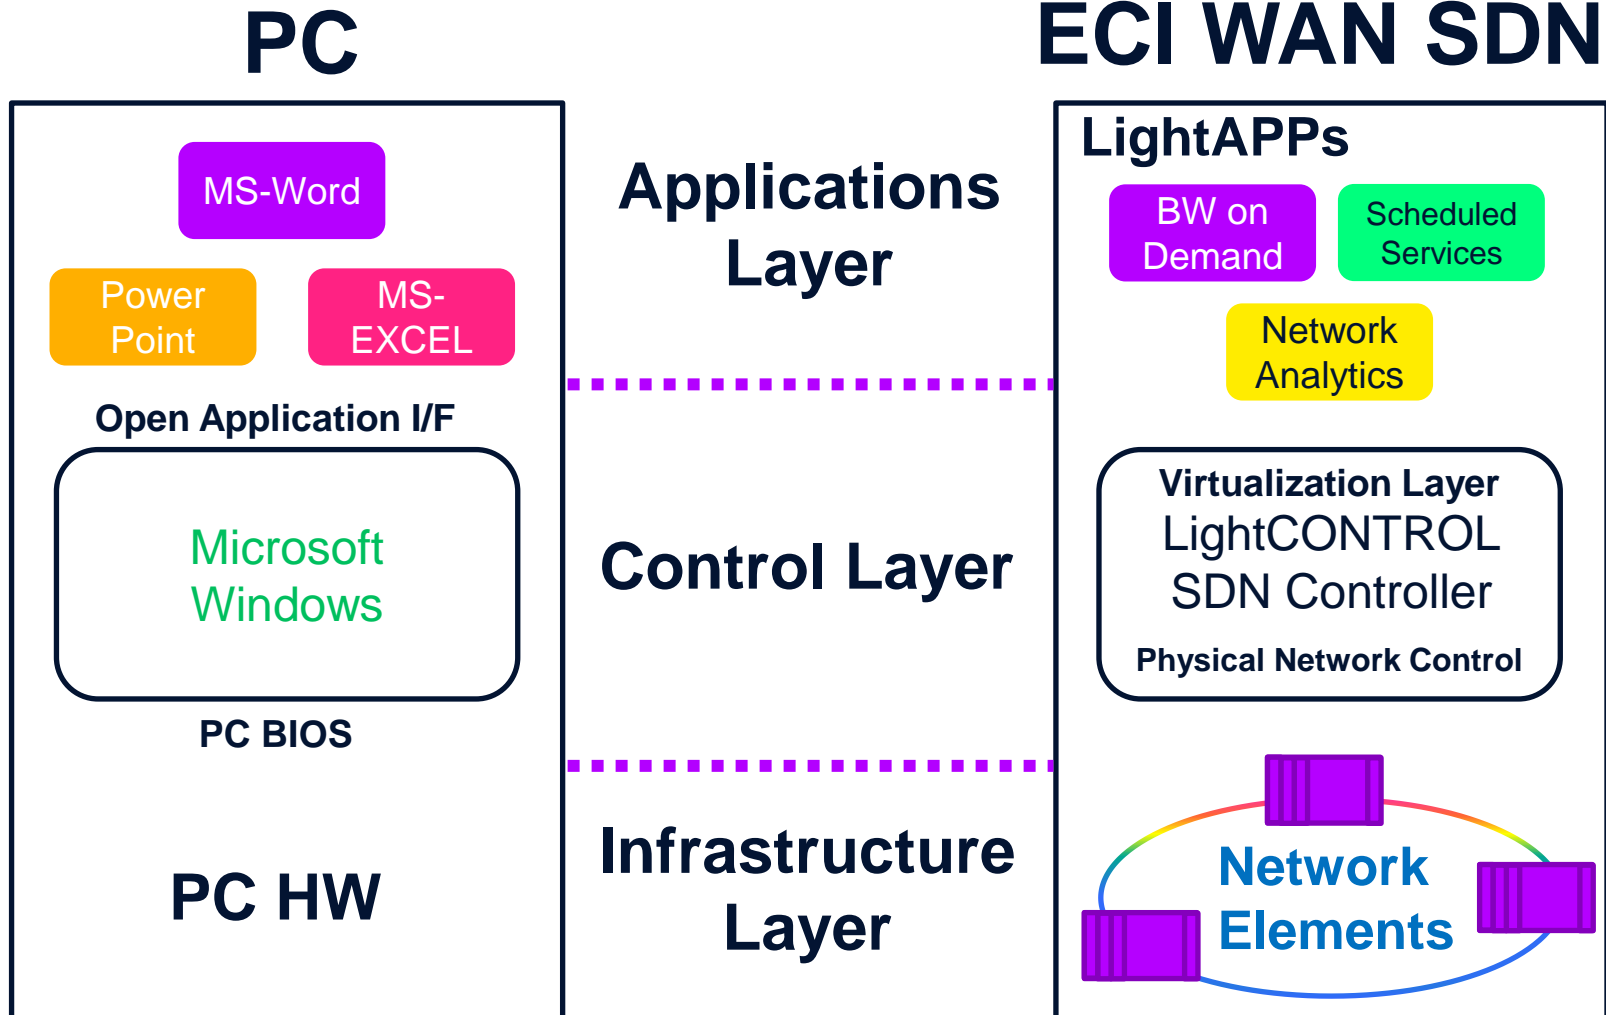 PC
ECI WAN SDN
MS-Word
Power
Point
MS-
EXCEL
Open Application I/F
Microsoft
Windows
PC BIOS
PC HW
Applications
Layer
Control Layer
Infrastructure
Layer
LightAPPs
BW on
Demand
Scheduled
Services
Network
Analytics
Virtualization Layer
LightCONTROL
SDN Controller
Physical Network Control
Network
Elements